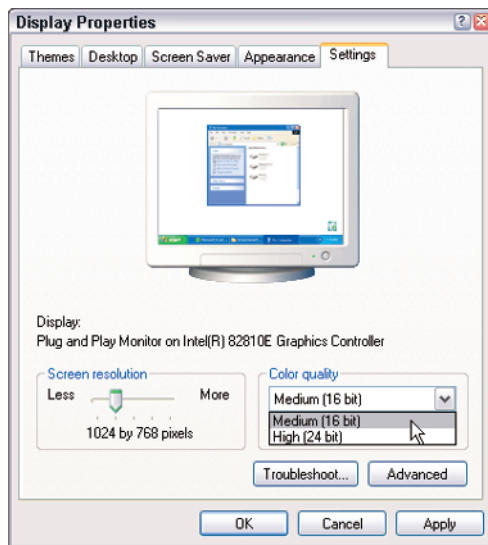 Display Properties
Themes Desktop Screen Saver Appearance Settings
start
Display:
Plug and Play Monitor on Intel(R) 82810E Graphics Controller
Screen resolution
Less More
1024 by 768 pixels
Color quality
Medium (16 bit)
Medium (16 bit)
High (24 bit)
Troubleshoot... Advanced
OK Cancel Apply